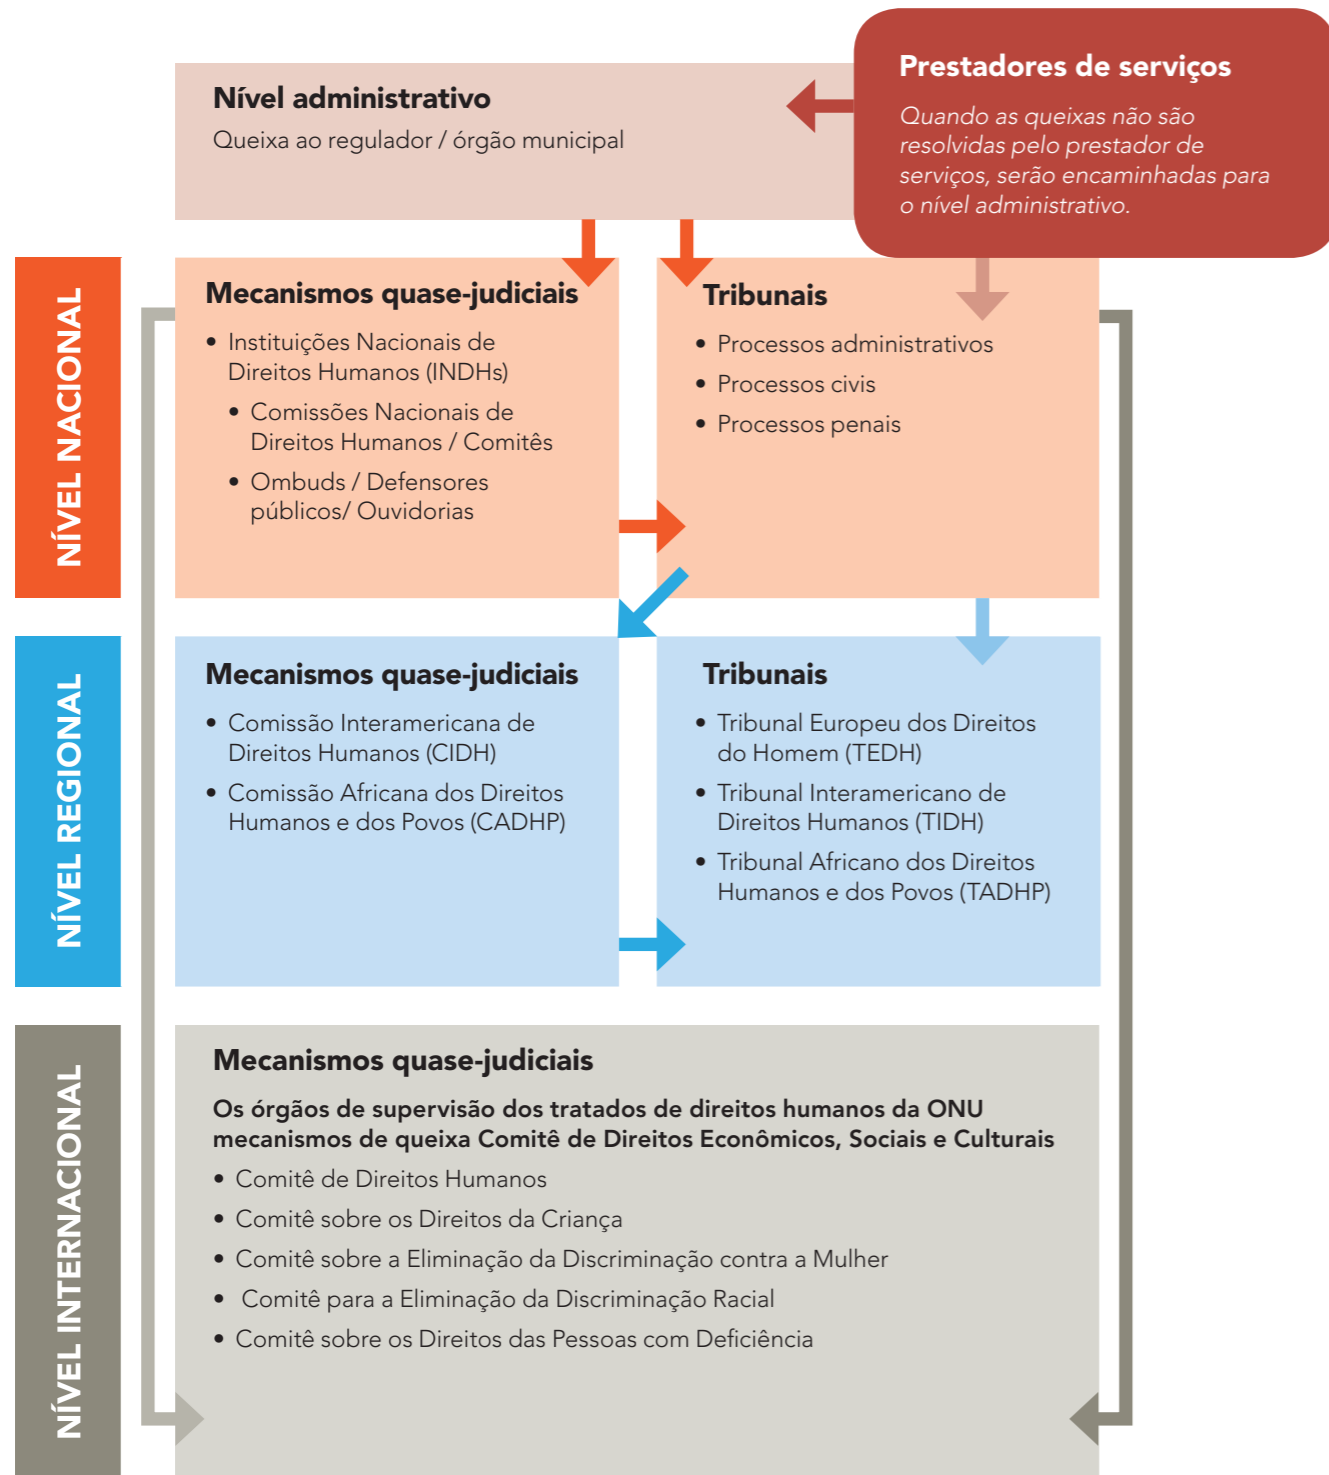 Prestadores de serviços
Quando as queixas não são
resolvidas pelo prestador de
serviços, serão encaminhadas para
o nível administrativo.
Nível administrativo
Queixa ao regulador / órgão municipal
NÍVEL NACIONAL
Mecanismos quase-judiciais
• Instituições Nacionais de
Direitos Humanos (INDHs)
• Comissões Nacionais de
Direitos Humanos / Comitês
• Ombuds / Defensores
públicos/ Ouvidorias
Tribunais
• Processos administrativos
• Processos civis
• Processos penais
NÍVEL REGIONAL
Mecanismos quase-judiciais
• Comissão Interamericana de
Direitos Humanos (CIDH)
• Comissão Africana dos Direitos
Humanos e dos Povos (CADHP)
Tribunais
• Tribunal Europeu dos Direitos
do Homem (TEDH)
• Tribunal Interamericano de
Direitos Humanos (TIDH)
• Tribunal Africano dos Direitos
Humanos e dos Povos (TADHP)
NÍVEL INTERNACIONAL
Mecanismos quase-judiciais
Os órgãos de supervisão dos tratados de direitos humanos da ONU
mecanismos de queixa Comitê de Direitos Econômicos, Sociais e Culturais
• Comitê de Direitos Humanos
• Comitê sobre os Direitos da Criança
• Comitê sobre a Eliminação da Discriminação contra a Mulher
• Comitê para a Eliminação da Discriminação Racial
• Comitê sobre os Direitos das Pessoas com Deficiência